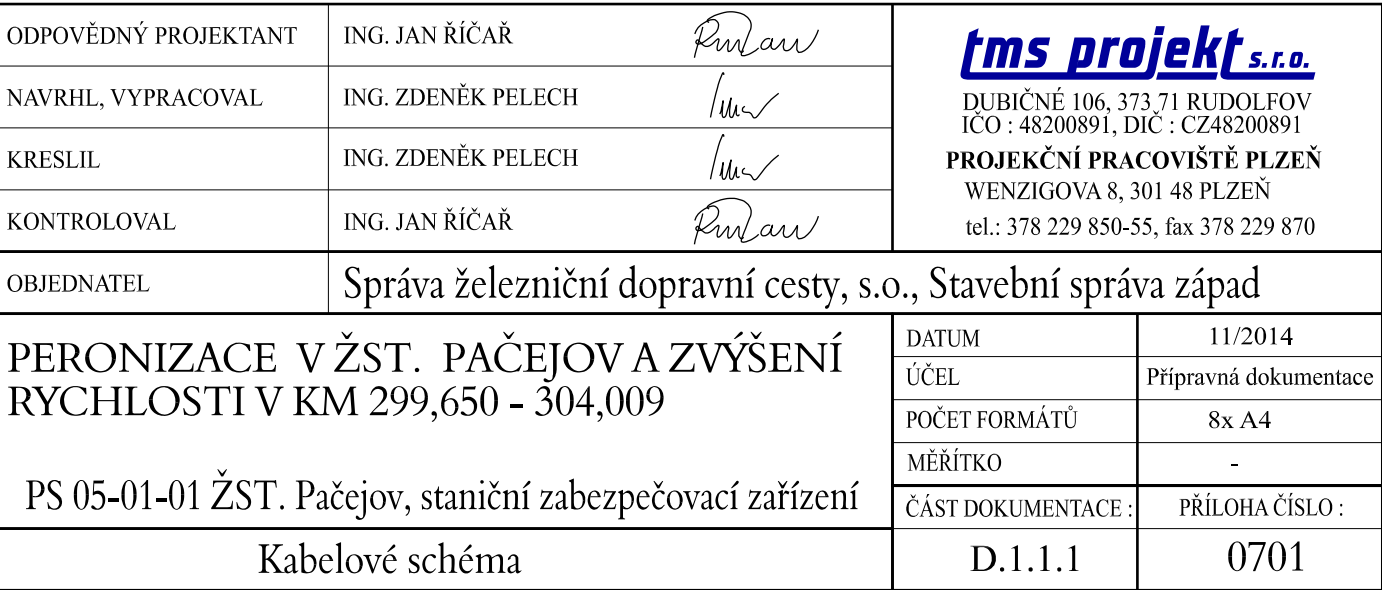 ODPOVĚDNÝ PROJEKTANT ING. JAN ŘÍČAŘ
NAVRHL, VYPRACOVAL ING. ZDENĚK PELECH
KRESLIL ING. ZDENĚK PELECH
KONTROLOVAL ING. JAN ŘÍČAŘ
tms projekt s.r.o.
DUBIČNÉ 106, 373 71 RUDOLFOV
IČO : 48200891, DIČ : CZ48200891
PROJEKČNÍ PRACOVIŠTĚ PLZEŇ
WENZIGOVA 8, 301 48 PLZEŇ
tel.: 378 229 850-55, fax 378 229 870
OBJEDNATEL Správa železniční dopravní cesty, s.o., Stavební správa západ
PERONIZACE V ŽST. PAČEJOV A ZVÝŠENÍ
RYCHLOSTI V KM 299,650 - 304,009
PS 05-01-01 ŽST. Pačejov, staniční zabezpečovací zařízení
Kabelové schéma
DATUM 11/2014
ÚČEL Přípravná dokumentace
POČET FORMÁTŮ 8x A4
MĚŘÍTKO -
ČÁST DOKUMENTACE : PŘÍLOHA ČÍSLO :
D.1.1.1 0701